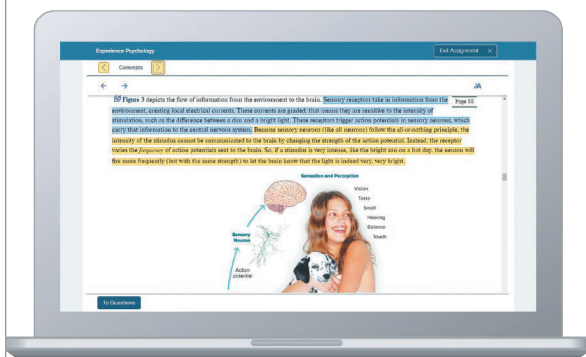 Experience Psychology
Exit Assignment X
Concepts
Figure 3 depicts the flow of information from the environment to the brain. Sensory receptors take in information from the
Page 88
environment, creating local electrical currents. These currents are graded; that means they are sensitive to the intensity of
stimulation, such as the difference between a dim and a bright light. These receptors trigger action potentials in sensory neurons, which
carry that information to the central nervous system. Because sensory neurons (like all neurons) follow the all-or-nothing principle, the
intensity of the stimulus cannot be communicated to the brain by changing the strength of the action potential. Instead, the receptor
varies the frequency of action potentials sent to the brain. So, if a stimulus is very intense, like the bright sun on a hot day, the neuron will
fire more frequently (but with the same strength) to let the brain know that the light is indeed very, very bright.
Sensation and Perception
Vision
Taste
Smell
Hearing
Balance
Touch
Sensory
Neuron
Action
potential
To Questions